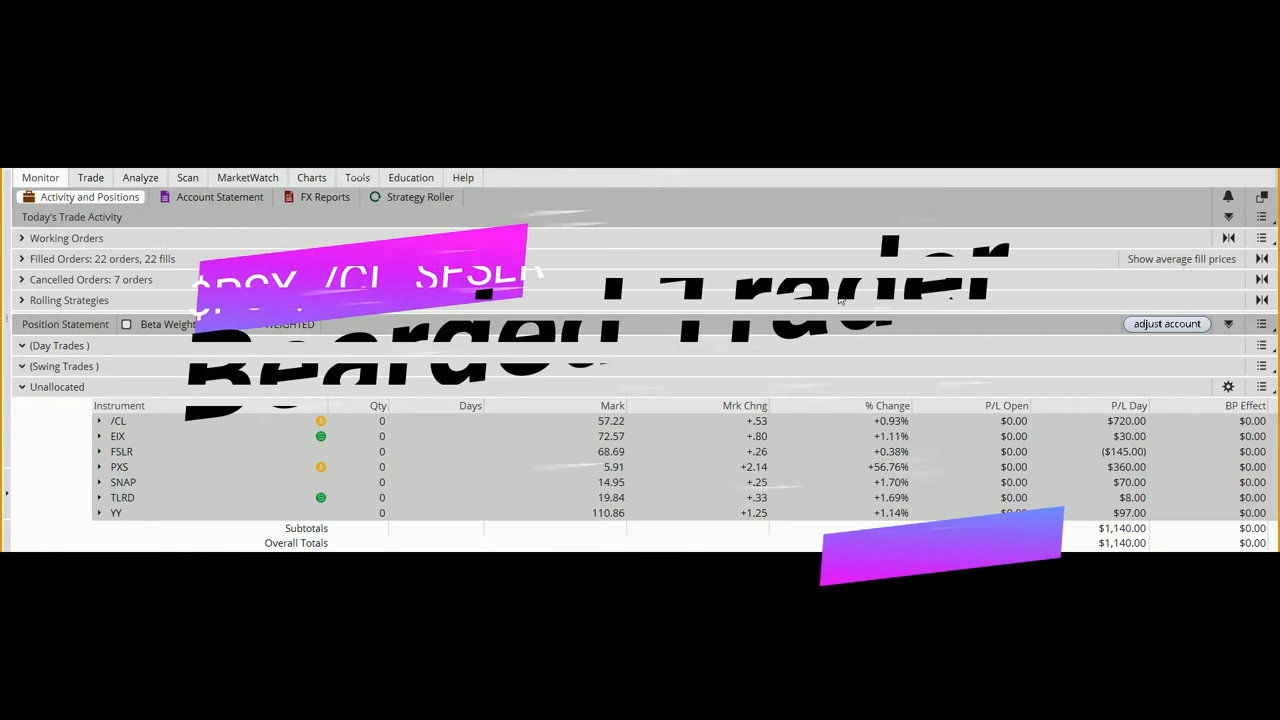 Monitor Trade Analyze Scan MarketWatch Charts Tools Education Help
Activity and Positions Account Statement FX Reports Strategy Roller
Today's Trade Activity
Working Orders
Filled Orders: 22 orders, 22 fills Show average fill prices
Cancelled Orders: 7 orders
/CL
Rolling Strategies
Bearded Trader
Position Statement Beta Weight adjust account
(Day Trades )
(Swing Trades )
Unallocated
Instrument Qty Days Mark Mrk Chng % Change P/L Open P/L Day BP Effect
/CL 0 57.22 +.53 +0.93% $0.00 $720.00 $0.00
EIX 0 72.57 +.80 +1.11% $0.00 $30.00 $0.00
FSLR 0 68.69 +.26 +0.38% $0.00 ($145.00) $0.00
PXS 0 5.91 +2.14 +56.76% $0.00 $360.00 $0.00
SNAP 0 14.95 +.25 +1.70% $0.00 $70.00 $0.00
TLRD 0 19.84 +.33 +1.69% $0.00 $8.00 $0.00
YY 0 110.86 +1.25 +1.14% $0.00 $97.00 $0.00
Subtotals $1,140.00 $0.00
Overall Totals $1,140.00 $0.00